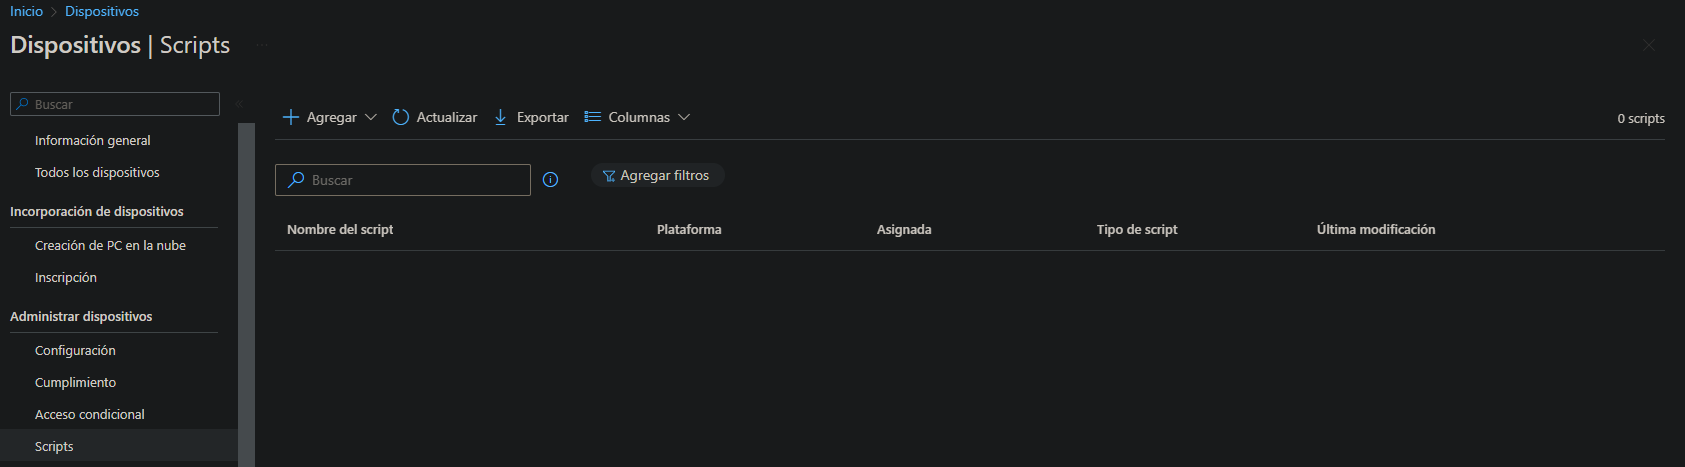 Inicio > Dispositivos
Dispositivos | Scripts ...
Buscar
Información general
Todos los dispositivos
Incorporación de dispositivos
Creación de PC en la nube
Inscripción
Administrar dispositivos
Configuración
Cumplimiento
Acceso condicional
Scripts
Agregar Actualizar Exportar Columnas 0 scripts
Buscar Agregar filtros
Nombre del script Plataforma Asignada Tipo de script Última modificación